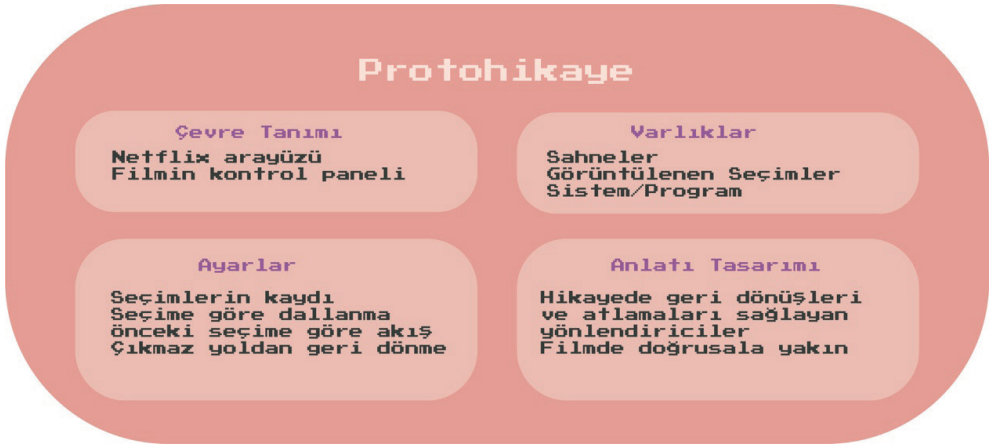 Protohikaye
Çevre Tanımı
Netflix arayüzü
Filmin kontrol paneli
Varlıklar
Sahneler
Görüntülenen Seçimler
Sistem/Program
Ayarlar
Seçimlerin kaydı
Seçime göre dallanma
önceki seçime göre akış
Çıkmaz yoldan geri dönme
Anlatı Tasarımı
Hikayede geri dönüşleri
ve atlamaları sağlayan
yönlendiriciler
Filmde doğrusala yakın